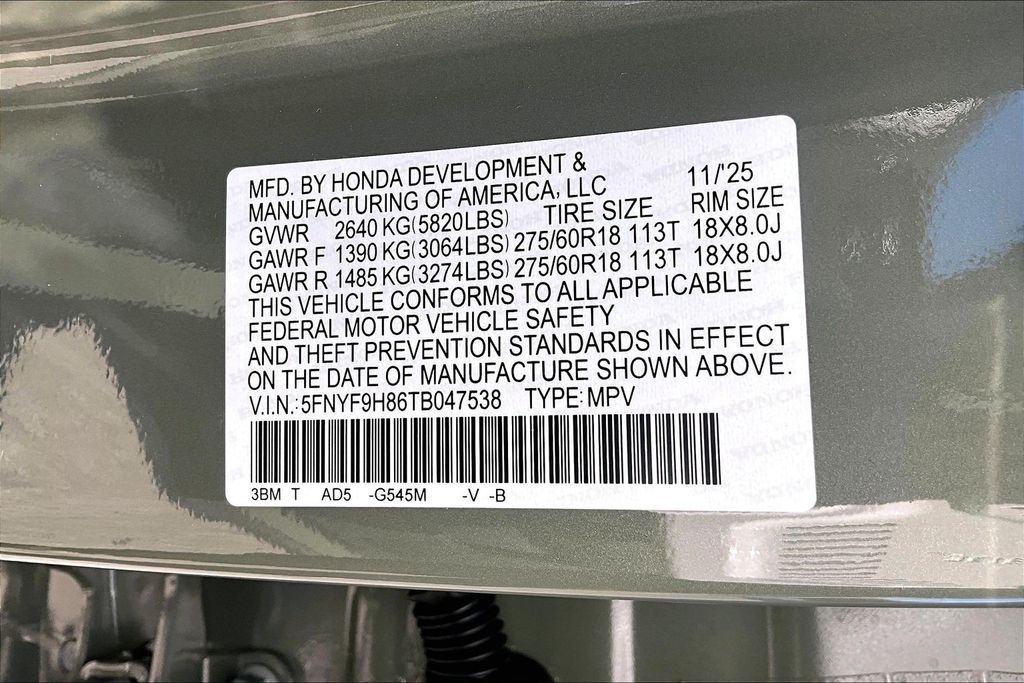 MFD. BY HONDA DEVELOPMENT &
MANUFACTURING OF AMERICA, LLC 11/'25
GVWR 2640 KG(5820LBS) TIRE SIZE RIM SIZE
GAWR F 1390 KG(3064LBS) 275/60R18 113T 18X8.0J
GAWR R 1485 KG(3274LBS) 275/60R18 113T 18X8.0J
THIS VEHICLE CONFORMS TO ALL APPLICABLE
FEDERAL MOTOR VEHICLE SAFETY
AND THEFT PREVENTION STANDARDS IN EFFECT
ON THE DATE OF MANUFACTURE SHOWN ABOVE.
V.I.N.: 5FNYF9H86TB047538 TYPE: MPV
3BM T AD5 -G545M -V -B